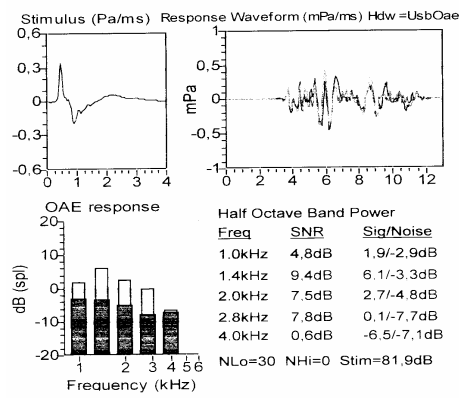 Stimulus (Pa/ms) Response Waveform (mPa/ms) Hdw =UsbOae
0,6
0.3
0
-0.3
-0.6
0 1 2 3 4
mPa
1
0.5
0
-0.5
-1
0 2 4 6 8 10 12
OAE response
dB (spl)
20
10
0
-10
-20
1 2 3 4 5 6
Frequency (kHz)
Half Octave Band Power
Freq SNR Sig/Noise
1.0kHz 4,8dB 1,9/-2,9dB
1.4kHz 9.4dB 6.1/-3.3dB
2.0kHz 7,5dB 2.7/-4,8dB
2.8kHz 7,8dB 0,1/-7,7dB
4.0kHz 0,6dB -6,5/-7,1dB
NLo=30 NHi=0 Stim=81,9dB